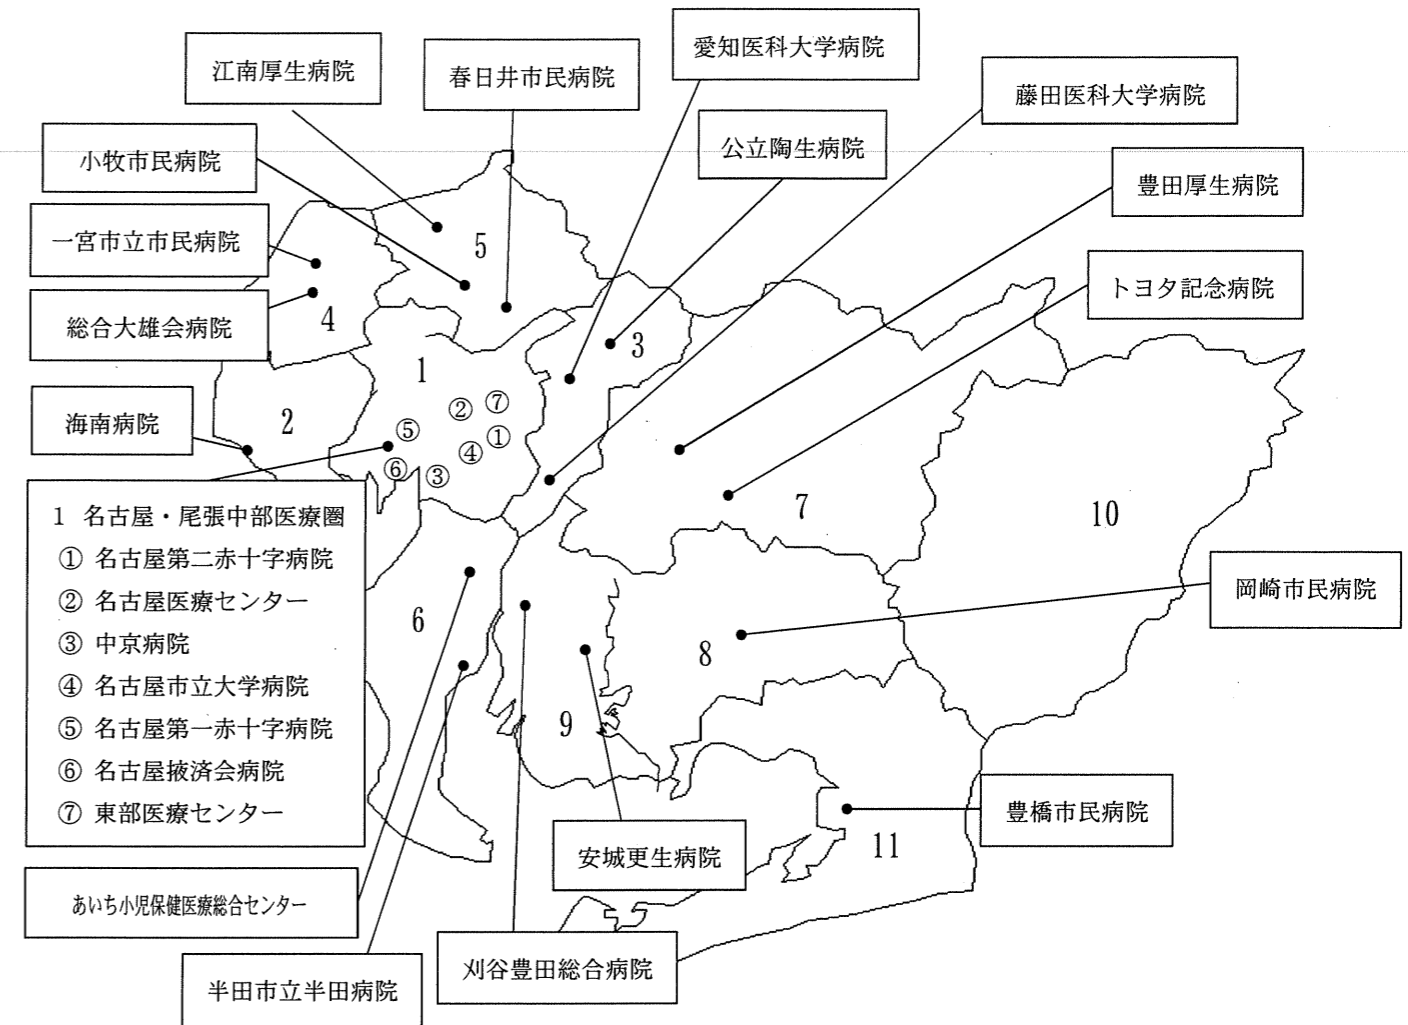 愛知医科大学病院
江南厚生病院
春日井市民病院
藤田医科大学病院
公立陶生病院
小牧市民病院
豊田厚生病院
一宮市立市民病院
トヨタ記念病院
総合大雄会病院
海南病院
5
4
3
1
2
⑦
②
⑤
①
④
⑥
③
7
10
1 名古屋・尾張中部医療圏
① 名古屋第二赤十字病院
② 名古屋医療センター
③ 中京病院
④ 名古屋市立大学病院
⑤ 名古屋第一赤十字病院
⑥ 名古屋掖済会病院
⑦ 東部医療センター
岡崎市民病院
6
8
9
豊橋市民病院
11
安城更生病院
あいち小児保健医療総合センター
刈谷豊田総合病院
半田市立半田病院